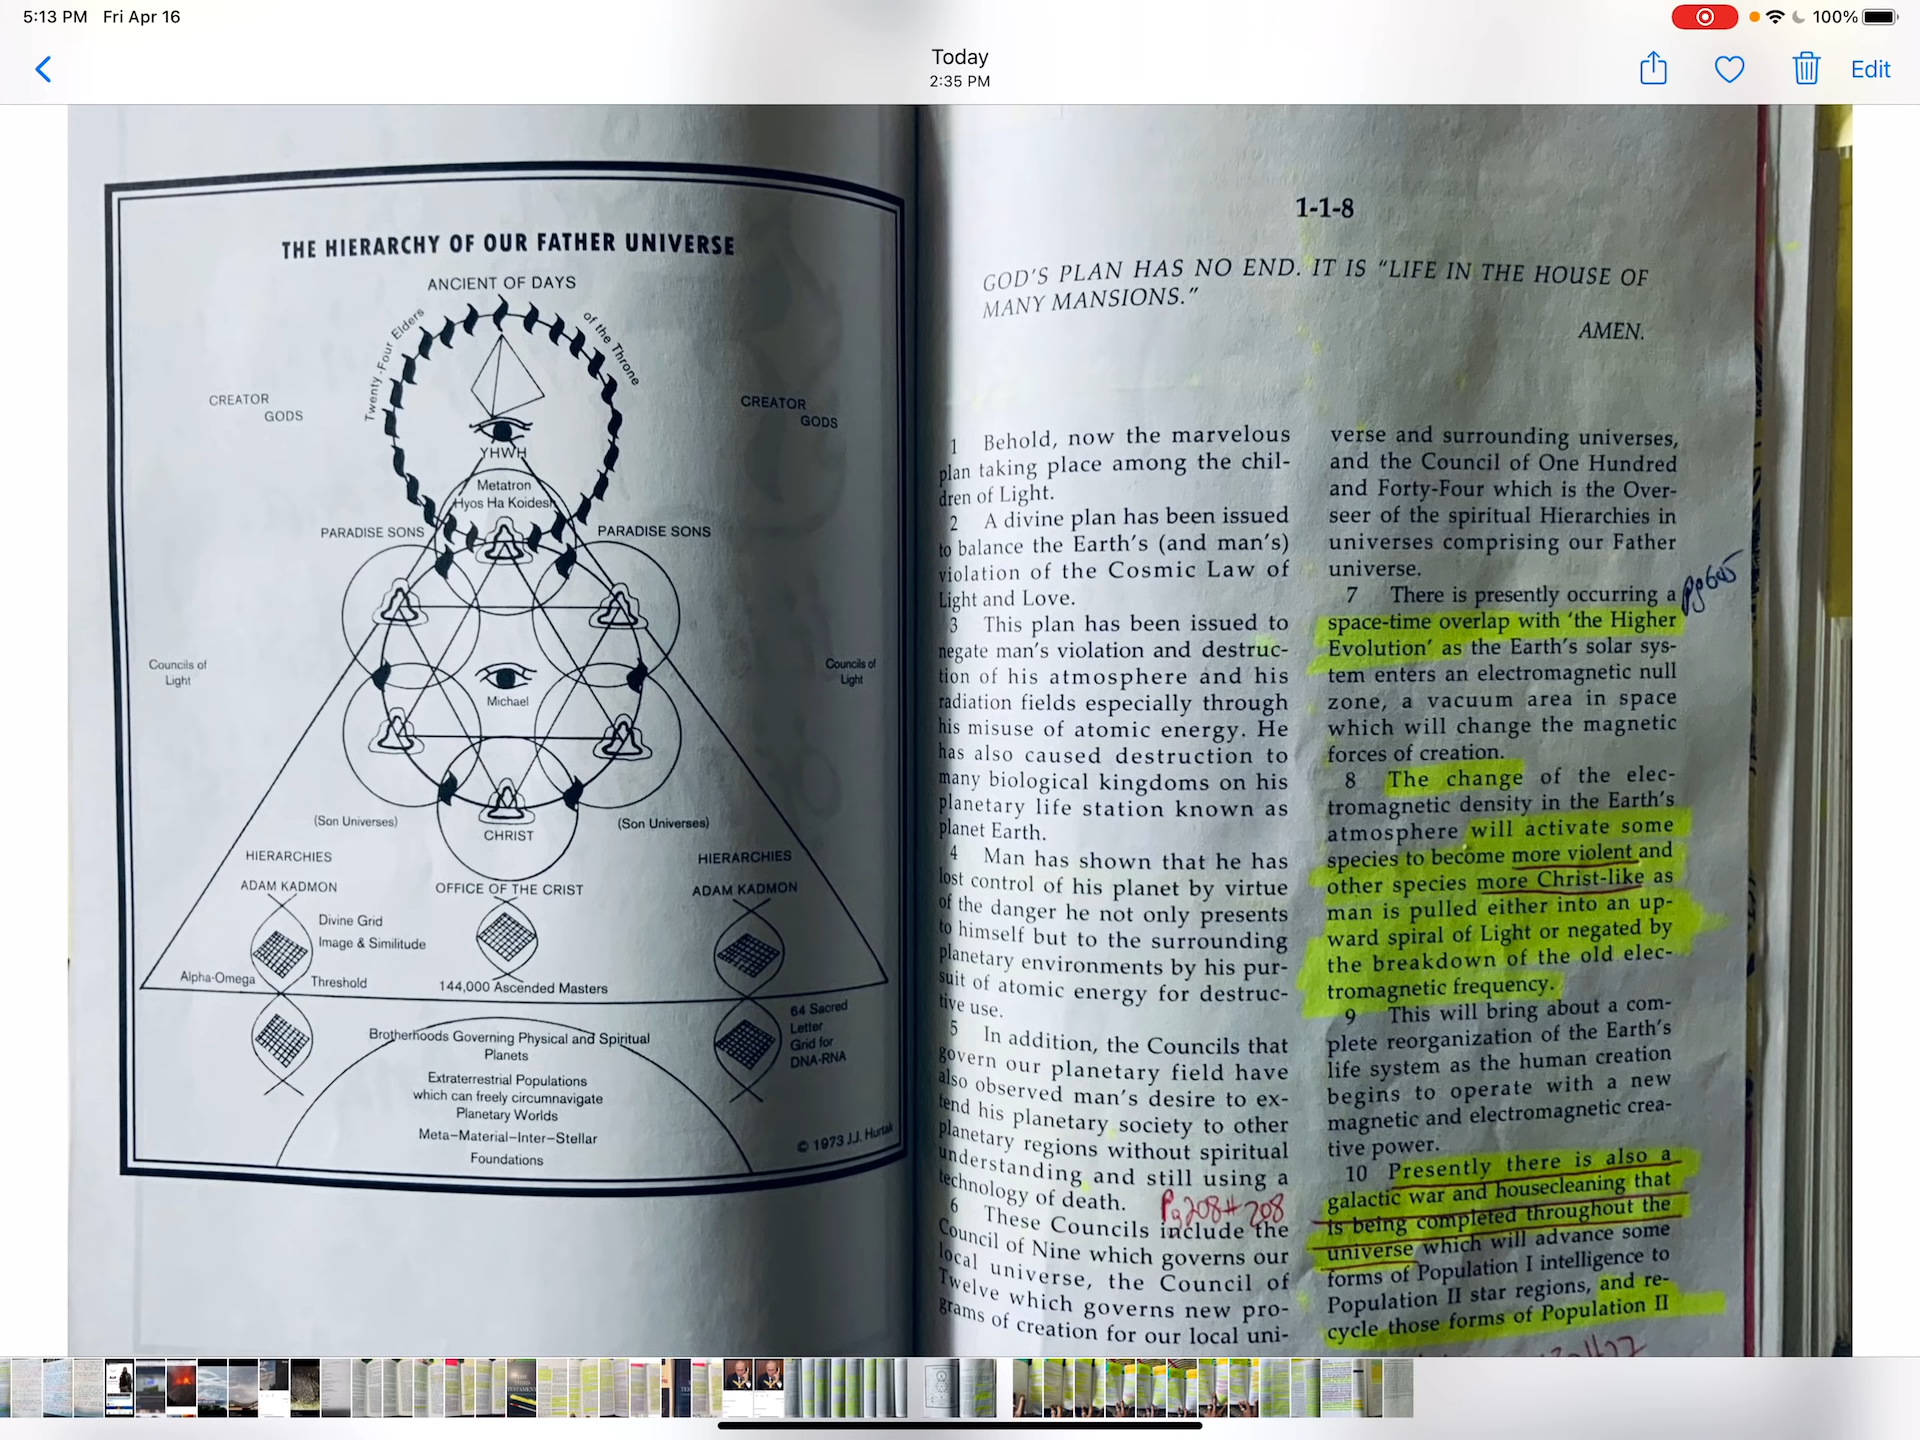 5:13 PM Fri Apr 16
100%
Today
2:35 PM
Edit
THE HIERARCHY OF OUR FATHER UNIVERSE
ANCIENT OF DAYS
Twenty-Four Elders
of the Throne
CREATOR
GODS
CREATOR
GODS
YHWH
Metatron
Hyos Ha Koidesh
PARADISE SONS
PARADISE SONS
Councils of
Light
Councils of
Light
Michael
(Son Universes)
(Son Universes)
CHRIST
HIERARCHIES
HIERARCHIES
ADAM KADMON
OFFICE OF THE CRIST
ADAM KADMON
Divine Grid
Image & Similitude
Alpha-Omega
Threshold
144,000 Ascended Masters
64 Sacred
Letter
Grid for
DNA-RNA
Brotherhoods Governing Physical and Spiritual
Planets
Extraterrestrial Populations
which can freely circumnavigate
Planetary Worlds
Meta-Material-Inter-Stellar
Foundations
© 1973 J.J. Hurtak
1-1-8
GOD'S PLAN HAS NO END. IT IS “LIFE IN THE HOUSE OF
MANY MANSIONS.”
AMEN.
1 Behold, now the marvelous
plan taking place among the chil-
dren of Light.
2 A divine plan has been issued
to balance the Earth's (and man's)
violation of the Cosmic Law of
Light and Love.
3 This plan has been issued to
negate man's violation and destruc-
tion of his atmosphere and his
radiation fields especially through
his misuse of atomic energy. He
has also caused destruction to
many biological kingdoms on his
planetary life station known as
planet Earth.
4 Man has shown that he has
lost control of his planet by virtue
of the danger he not only presents
to himself but to the surrounding
planetary environments by his pur-
suit of atomic energy for destruc-
tive use.
5 In addition, the Councils that
govern our planetary field have
also observed man's desire to ex-
tend his planetary society to other
planetary regions without spiritual
understanding and still using a
technology of death.
Pg 208 # 208
6 These Councils include the
Council of Nine which governs our
local universe, the Council of
Twelve which governs new pro-
grams of creation for our local uni-
verse and surrounding universes,
and the Council of One Hundred
and Forty-Four which is the Over-
seer of the spiritual Hierarchies in
universes comprising our Father
universe.
Pg 605
7 There is presently occurring a
space-time overlap with 'the Higher
Evolution' as the Earth's solar sys-
tem enters an electromagnetic null
zone, a vacuum area in space
which will change the magnetic
forces of creation.
8 The change of the elec-
tromagnetic density in the Earth's
atmosphere will activate some
species to become more violent and
other species more Christ-like as
man is pulled either into an up-
ward spiral of Light or negated by
the breakdown of the old elec-
tromagnetic frequency.
9 This will bring about a com-
plete reorganization of the Earth's
life system as the human creation
begins to operate with a new
magnetic and electromagnetic crea-
tive power.
10 Presently there is also a
galactic war and housecleaning that
is being completed throughout the
universe which will advance some
forms of Population I intelligence to
Population II star regions, and re-
cycle those forms of Population II